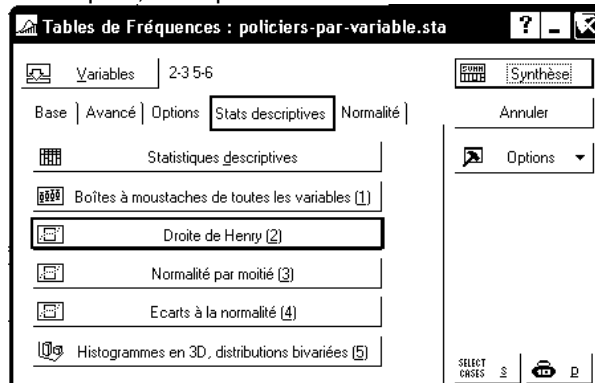 Tables de Fréquences : policiers-par-variable.sta
Variables 2-3 5-6
Synthèse
Base Avancé Options Stats descriptives Normalité
Annuler
Statistiques descriptives
Options
Boîtes à moustaches de toutes les variables (1)
Droite de Henry (2)
Normalité par moitié (3)
Ecarts à la normalité (4)
Histogrammes en 3D, distributions bivariées (5)
SELECT
CASES S D